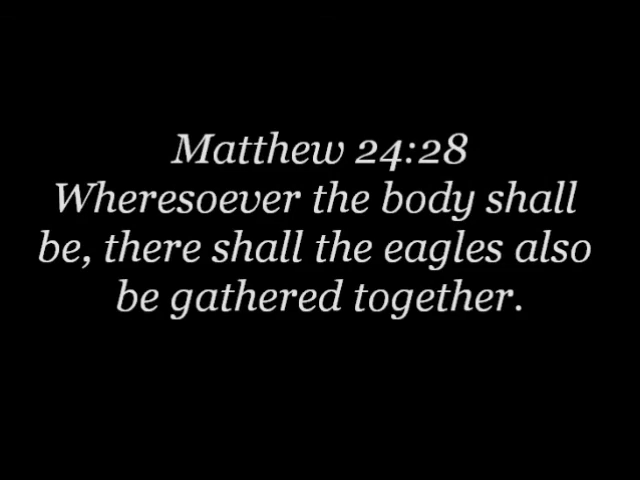 Matthew 24:28
Wheresoever the body shall
be, there shall the eagles also
be gathered together.